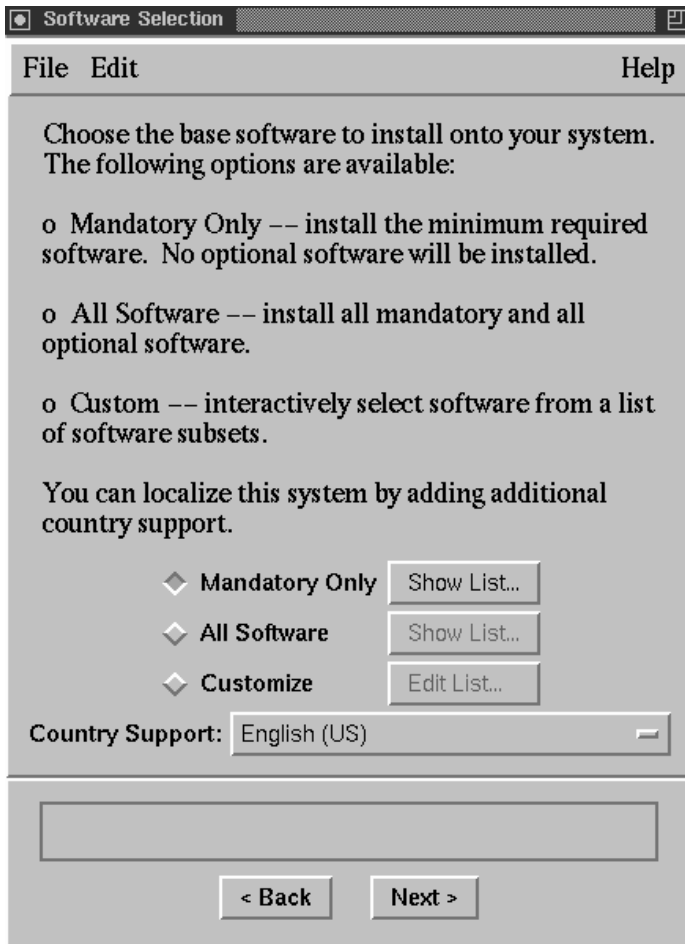 Software Selection
File Edit Help
Choose the base software to install onto your system.
The following options are available:
o Mandatory Only -- install the minimum required
software. No optional software will be installed.
o All Software -- install all mandatory and all
optional software.
o Custom -- interactively select software from a list
of software subsets.
You can localize this system by adding additional
country support.
Mandatory Only Show List...
All Software Show List...
Customize Edit List...
Country Support: English (US)
< Back Next >